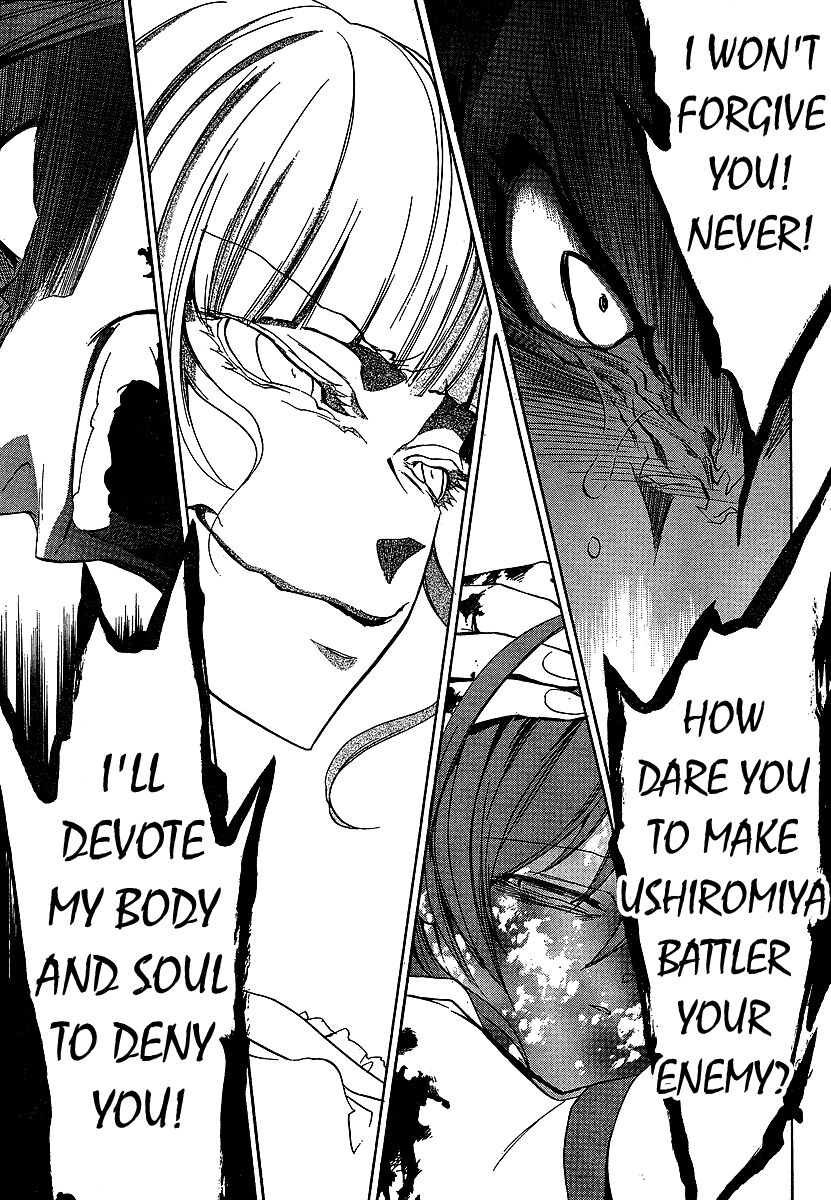 I WON'T
FORGIVE
YOU!
NEVER!
HOW
DARE YOU
TO MAKE
USHIROMIYA
BATTLER
YOUR
ENEMY?
I'LL
DEVOTE
MY BODY
AND SOUL
TO DENY
YOU!